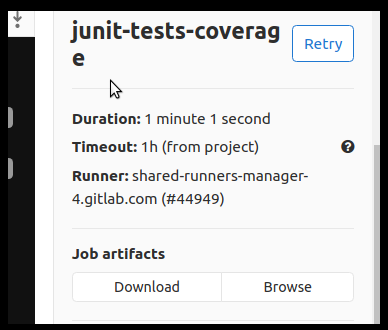 junit-tests-coverag
e
Retry
Duration: 1 minute 1 second
Timeout: 1h (from project)
Runner: shared-runners-manager-
4.gitlab.com (#44949)
Job artifacts
Download Browse